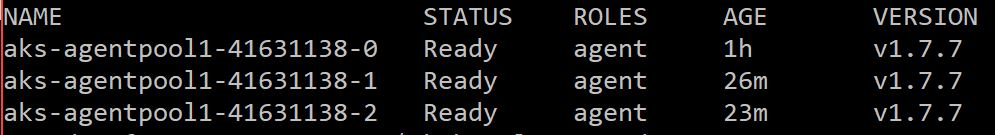 NAME STATUS ROLES AGE VERSION
aks-agentpool1-41631138-0 Ready agent 1h v1.7.7
aks-agentpool1-41631138-1 Ready agent 26m v1.7.7
aks-agentpool1-41631138-2 Ready agent 23m v1.7.7